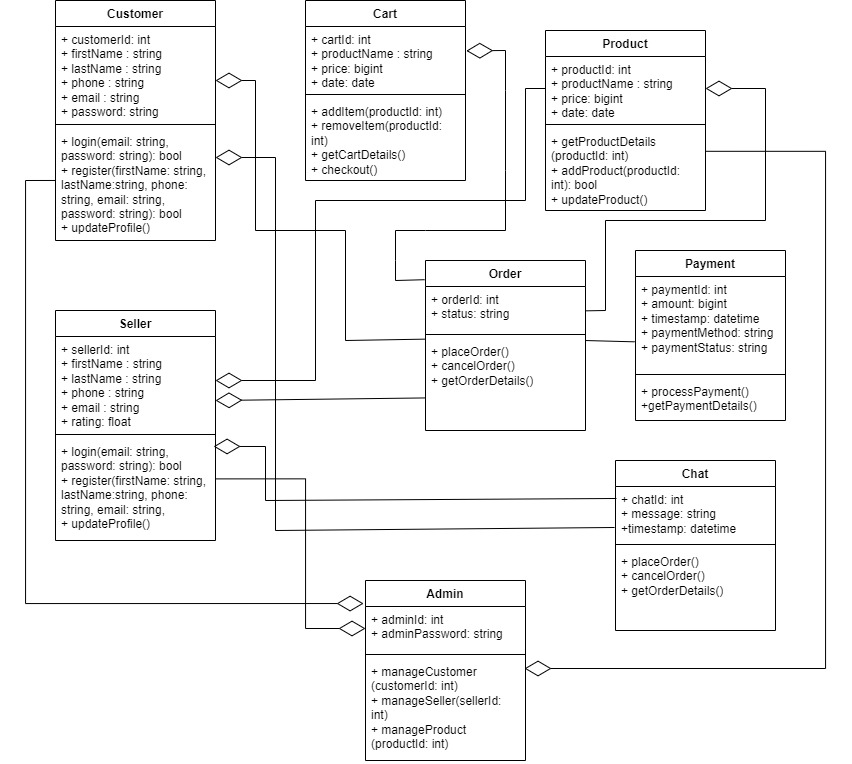 Customer
+ customerId: int
+ firstName : string
+ lastName : string
+ phone : string
+ email : string
+ password: string
+ login(email: string,
password: string): bool
+ register(firstName: string,
lastName:string, phone:
string, email: string,
password: string): bool
+ updateProfile()
Cart
+ cartId: int
+ productName : string
+ price: bigint
+ date: date
+ addItem(productId: int)
+ removeItem(productId:
int)
+ getCartDetails()
+ checkout()
Product
+ productId: int
+ productName : string
+ price: bigint
+ date: date
+ getProductDetails
(productId: int)
+ addProduct(productId:
int): bool
+ updateProduct()
Order
+ orderId: int
+ status: string
+ placeOrder()
+ cancelOrder()
+ getOrderDetails()
Payment
+ paymentId: int
+ amount: bigint
+ timestamp: datetime
+ paymentMethod: string
+ paymentStatus: string
+ processPayment()
+getPaymentDetails()
Seller
+ sellerId: int
+ firstName : string
+ lastName : string
+ phone : string
+ email : string
+ rating: float
+ login(email: string,
password: string): bool
+ register(firstName: string,
lastName:string, phone:
string, email: string,
+ updateProfile()
Chat
+ chatId: int
+ message: string
+timestamp: datetime
+ placeOrder()
+ cancelOrder()
+ getOrderDetails()
Admin
+ adminId: int
+ adminPassword: string
+ manageCustomer
(customerId: int)
+ manageSeller(sellerId:
int)
+ manageProduct
(productId: int)